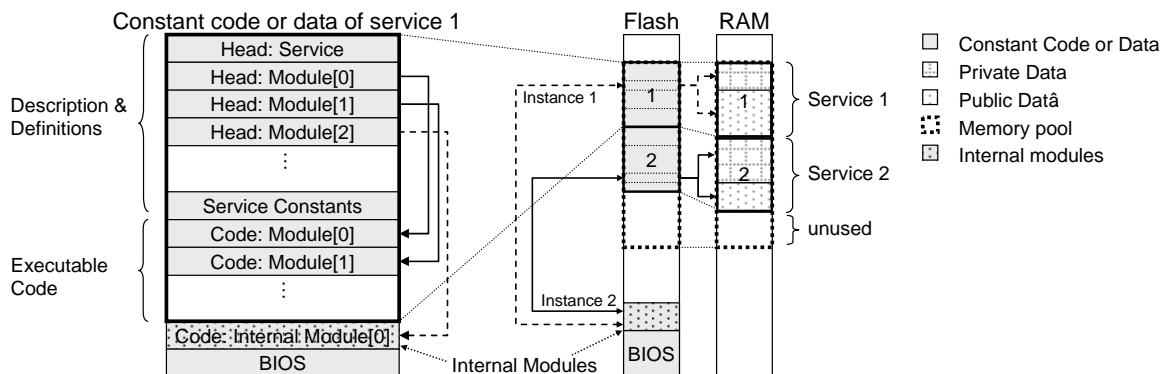 Constant code or data of service 1
Flash
RAM
Head: Service
Head: Module[0]
Head: Module[1]
Head: Module[2]
⋮
Service Constants
Code: Module[0]
Code: Module[1]
⋮
Code: Internal Module[0]
BIOS
Description &
Definitions
Executable
Code
Internal Modules
Instance 1
Instance 2
1
2
BIOS
1
2
Service 1
Service 2
unused
Constant Code or Data
Private Data
Public Datâ
Memory pool
Internal modules